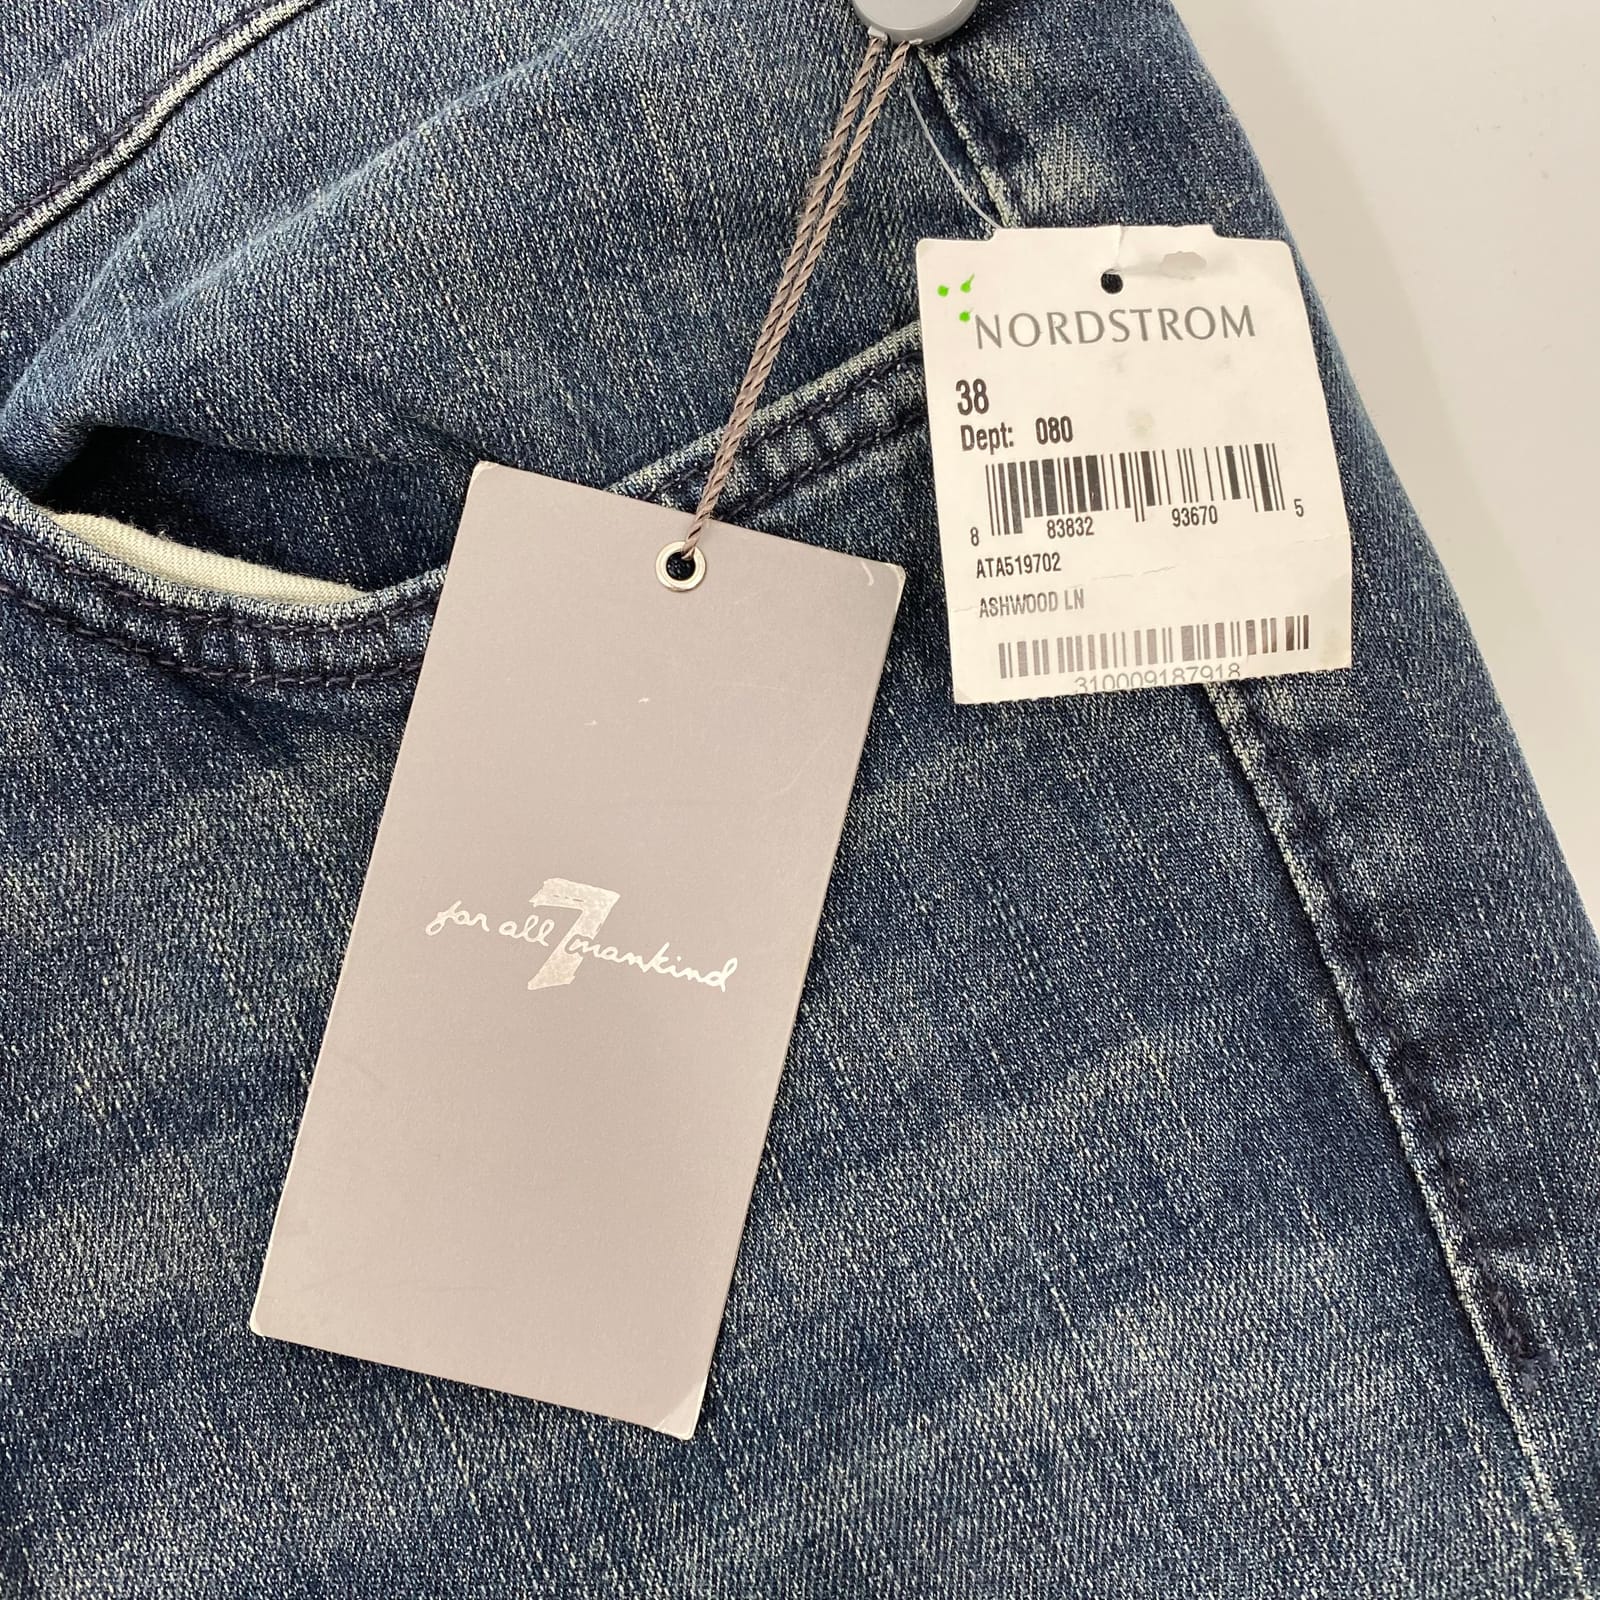 NORDSTROM
38
Dept: 080
8 83832 93670 5
ATA519702
ASHWOOD LN
310009187918
for all 7 mankind